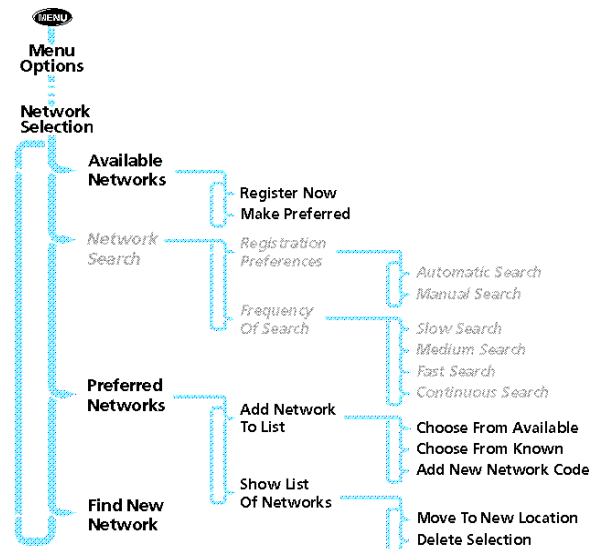 MENU
Menu
Options
Network
Selection
Available
Networks
Register Now
Make Preferred
Network
Search
Registration
Preferences
Automatic Search
Manual Search
Frequency
Of Search
Slow Search
Medium Search
Fast Search
Continuous Search
Preferred
Networks
Add Network
To List
Choose From Available
Choose From Known
Add New Network Code
Show List
Of Networks
Move To New Location
Delete Selection
Find New
Network